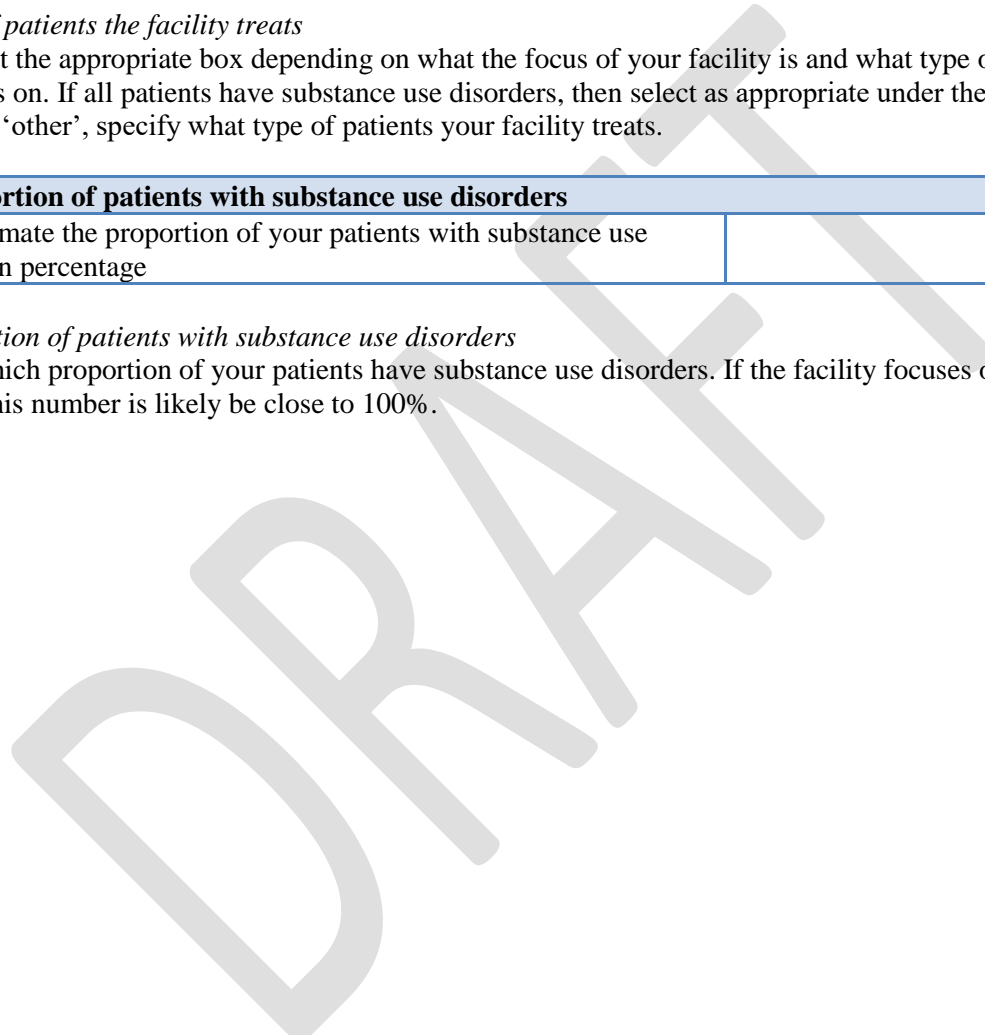 patients the facility treats
t the appropriate box depending on what the focus of your facility is and what type
s on. If all patients have substance use disorders, then select as appropriate under the
‘other’, specify what type of patients your facility treats.
rtion of patients with substance use disorders
mate the proportion of your patients with substance use
n percentage
tion of patients with substance use disorders
hich proportion of your patients have substance use disorders. If the facility focuses
his number is likely be close to 100%.
DRAFT